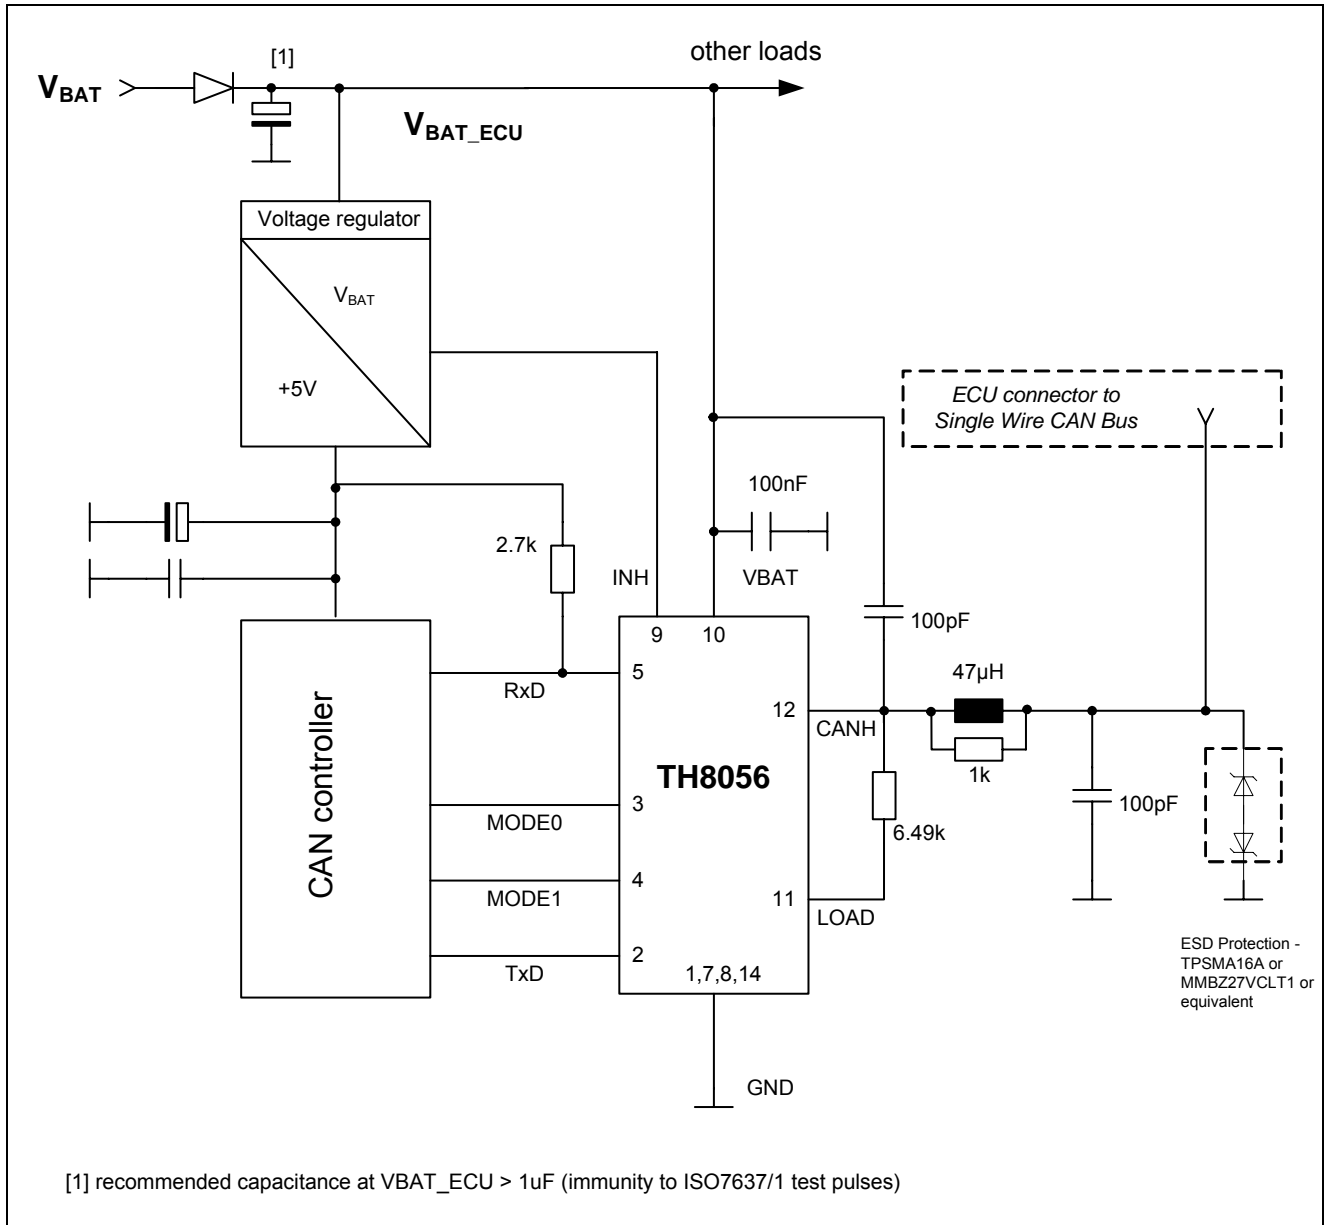 [1]
other loads
VBAT
VBAT_ECU
Voltage regulator
VBAT
+5V
ECU connector to
Single Wire CAN Bus
100nF
2.7k
INH
VBAT
9
10
100pF
5
RxD
47µH
12
CANH
1k
CAN controller
TH8056
3
MODE0
100pF
6.49k
4
MODE1
11
LOAD
2
TxD
1,7,8,14
ESD Protection -
TPSMA16A or
MMBZ27VCLT1 or
equivalent
GND
[1] recommended capacitance at VBAT_ECU > 1uF (immunity to ISO7637/1 test pulses)